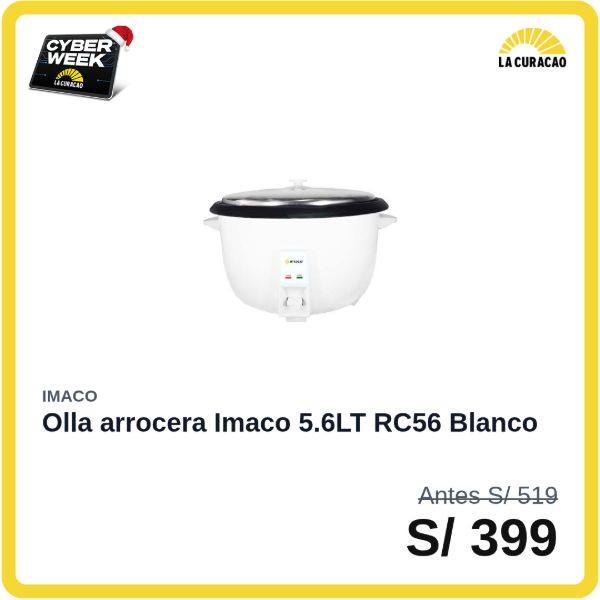 CYBER
WEEK
LA CURACAO
LA CURACAO
IMACO
Olla arrocera Imaco 5.6LT RC56 Blanco
Antes S/ 519
S/ 399